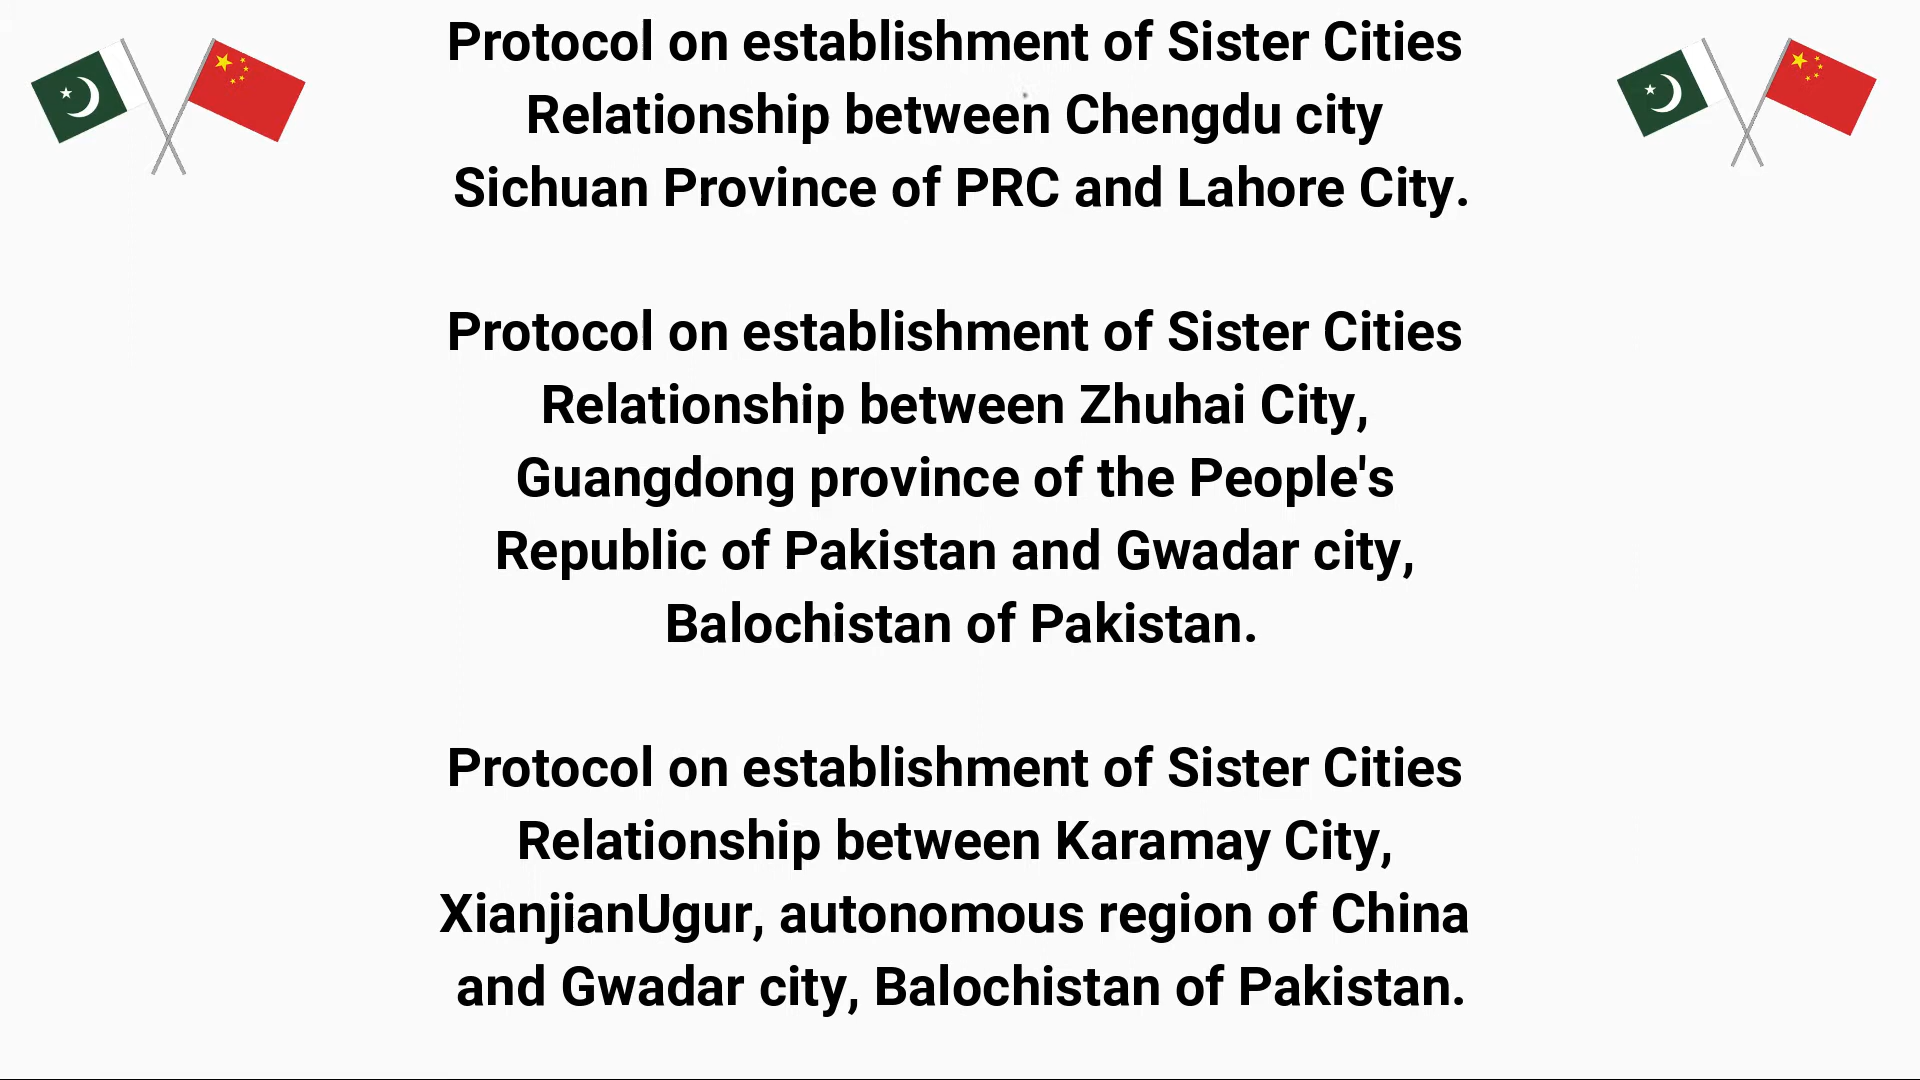 Protocol on establishment of Sister Cities
Relationship between Chengdu city
Sichuan Province of PRC and Lahore City.
Protocol on establishment of Sister Cities
Relationship between Zhuhai City,
Guangdong province of the People's
Republic of Pakistan and Gwadar city,
Balochistan of Pakistan.
Protocol on establishment of Sister Cities
Relationship between Karamay City,
XianjianUgur, autonomous region of China
and Gwadar city, Balochistan of Pakistan.